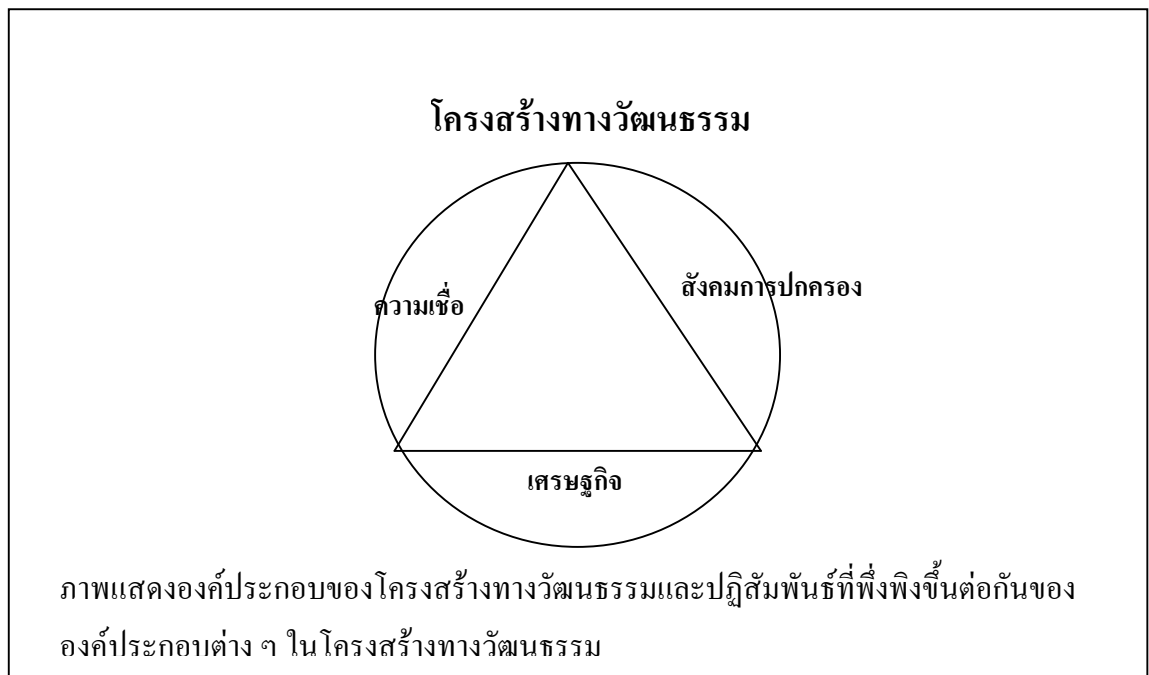 โครงสร้างทางวัฒนธรรม
สังคมการปกครอง
ความเชื่อ
เศรษฐกิจ
ภาพแสดงองค์ประกอบของโครงสร้างทางวัฒนธรรมและปฏิสัมพันธ์ที่พึ่งพิงขึ้นต่อกันของ
องค์ประกอบต่าง ๆ ในโครงสร้างทางวัฒนธรรม